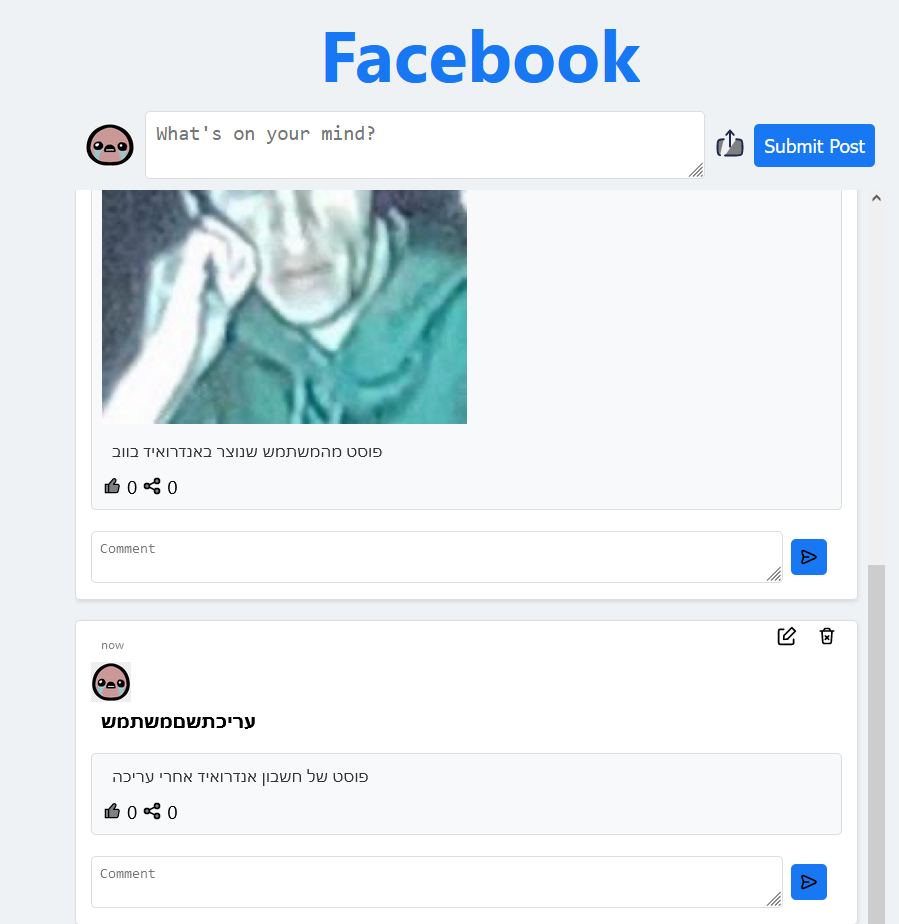 Facebook
What's on your mind?
Submit Post
פוסט מהמשתמש שנוצר באנדרואיד בווב
0 0
Comment
now
עריכתשםמשתמש
פוסט של חשבון אנדרואיד אחרי עריכה
0 0
Comment